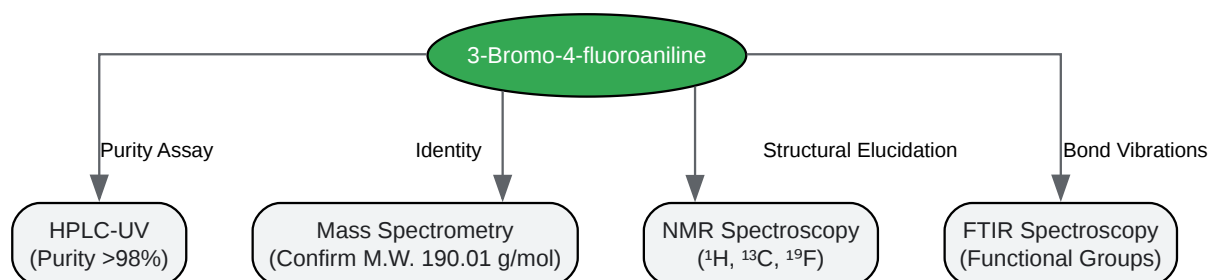 3-Bromo-4-fluoroaniline
Purity Assay
Identity
Structural Elucidation
Bond Vibrations
HPLC-UV
(Purity >98%)
Mass Spectrometry
(Confirm M.W. 190.01 g/mol)
NMR Spectroscopy
(¹H, ¹³C, ¹⁹F)
FTIR Spectroscopy
(Functional Groups)